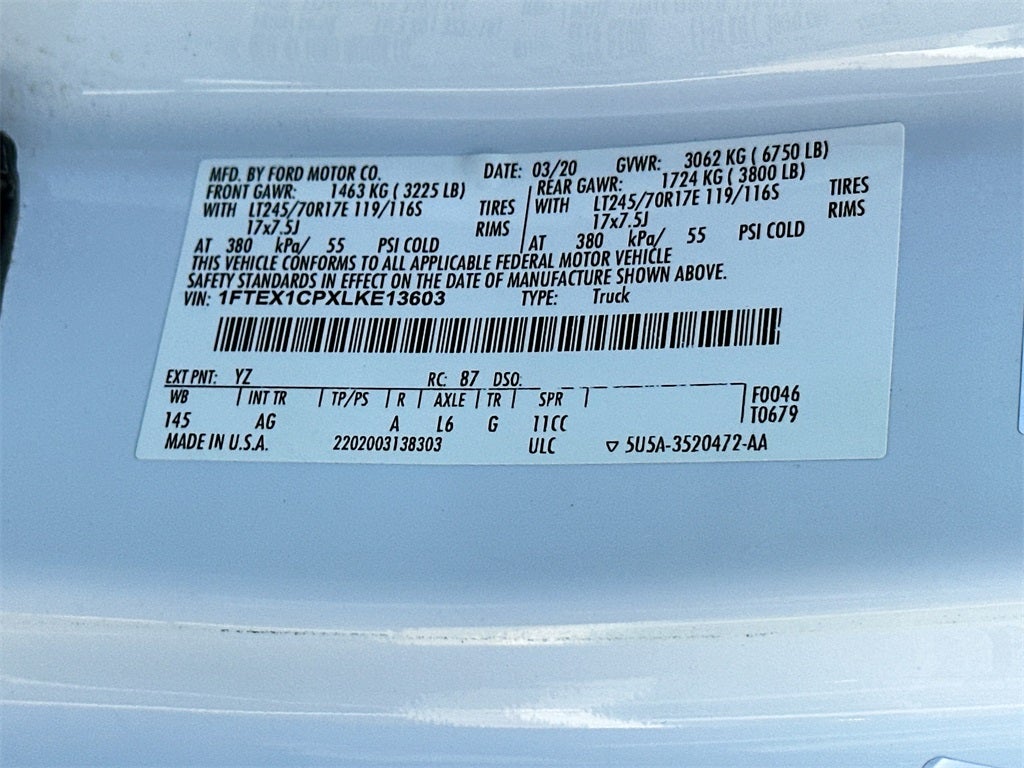 MFD. BY FORD MOTOR CO. DATE: 03/20 GVWR: 3062 KG ( 6750 LB)
FRONT GAWR: 1463 KG ( 3225 LB) REAR GAWR: 1724 KG ( 3800 LB)
WITH LT245/70R17E 119/116S TIRES WITH LT245/70R17E 119/116S TIRES
17x7.5J RIMS 17x7.5J RIMS
AT 380 kPa/ 55 PSI COLD AT 380 kPa/ 55 PSI COLD
THIS VEHICLE CONFORMS TO ALL APPLICABLE FEDERAL MOTOR VEHICLE
SAFETY STANDARDS IN EFFECT ON THE DATE OF MANUFACTURE SHOWN ABOVE.
VIN: 1FTEX1CPXLKE13603 TYPE: Truck
EXT PNT: YZ RC: 87 DSO:
WB INT TR TP/PS R AXLE TR SPR F0046
145 AG A L6 G 11CC T0679
MADE IN U.S.A. 2202003138303 ULC ▽ 5U5A-3520472-AA